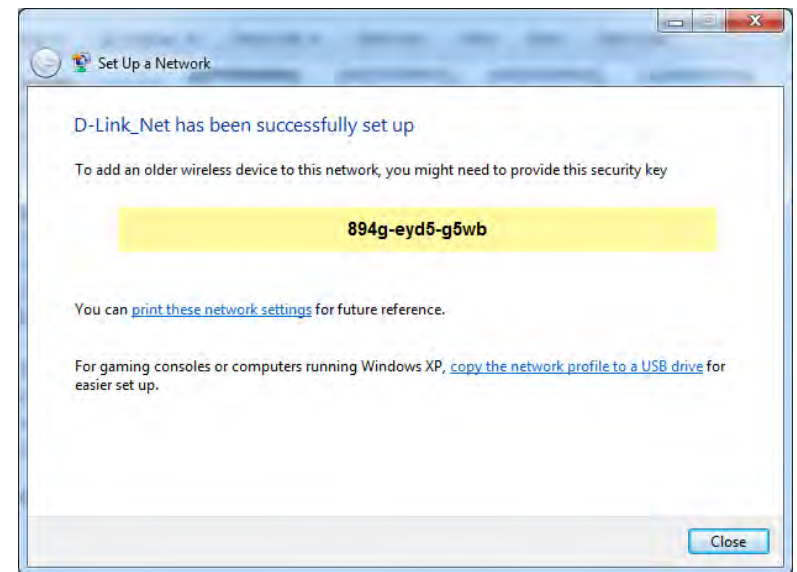 Set Up a Network
D-Link_Net has been successfully set up
To add an older wireless device to this network, you might need to provide this security key
894g-eyd5-g5wb
You can print these network settings for future reference.
For gaming consoles or computers running Windows XP, copy the network profile to a USB drive for
easier set up.
Close